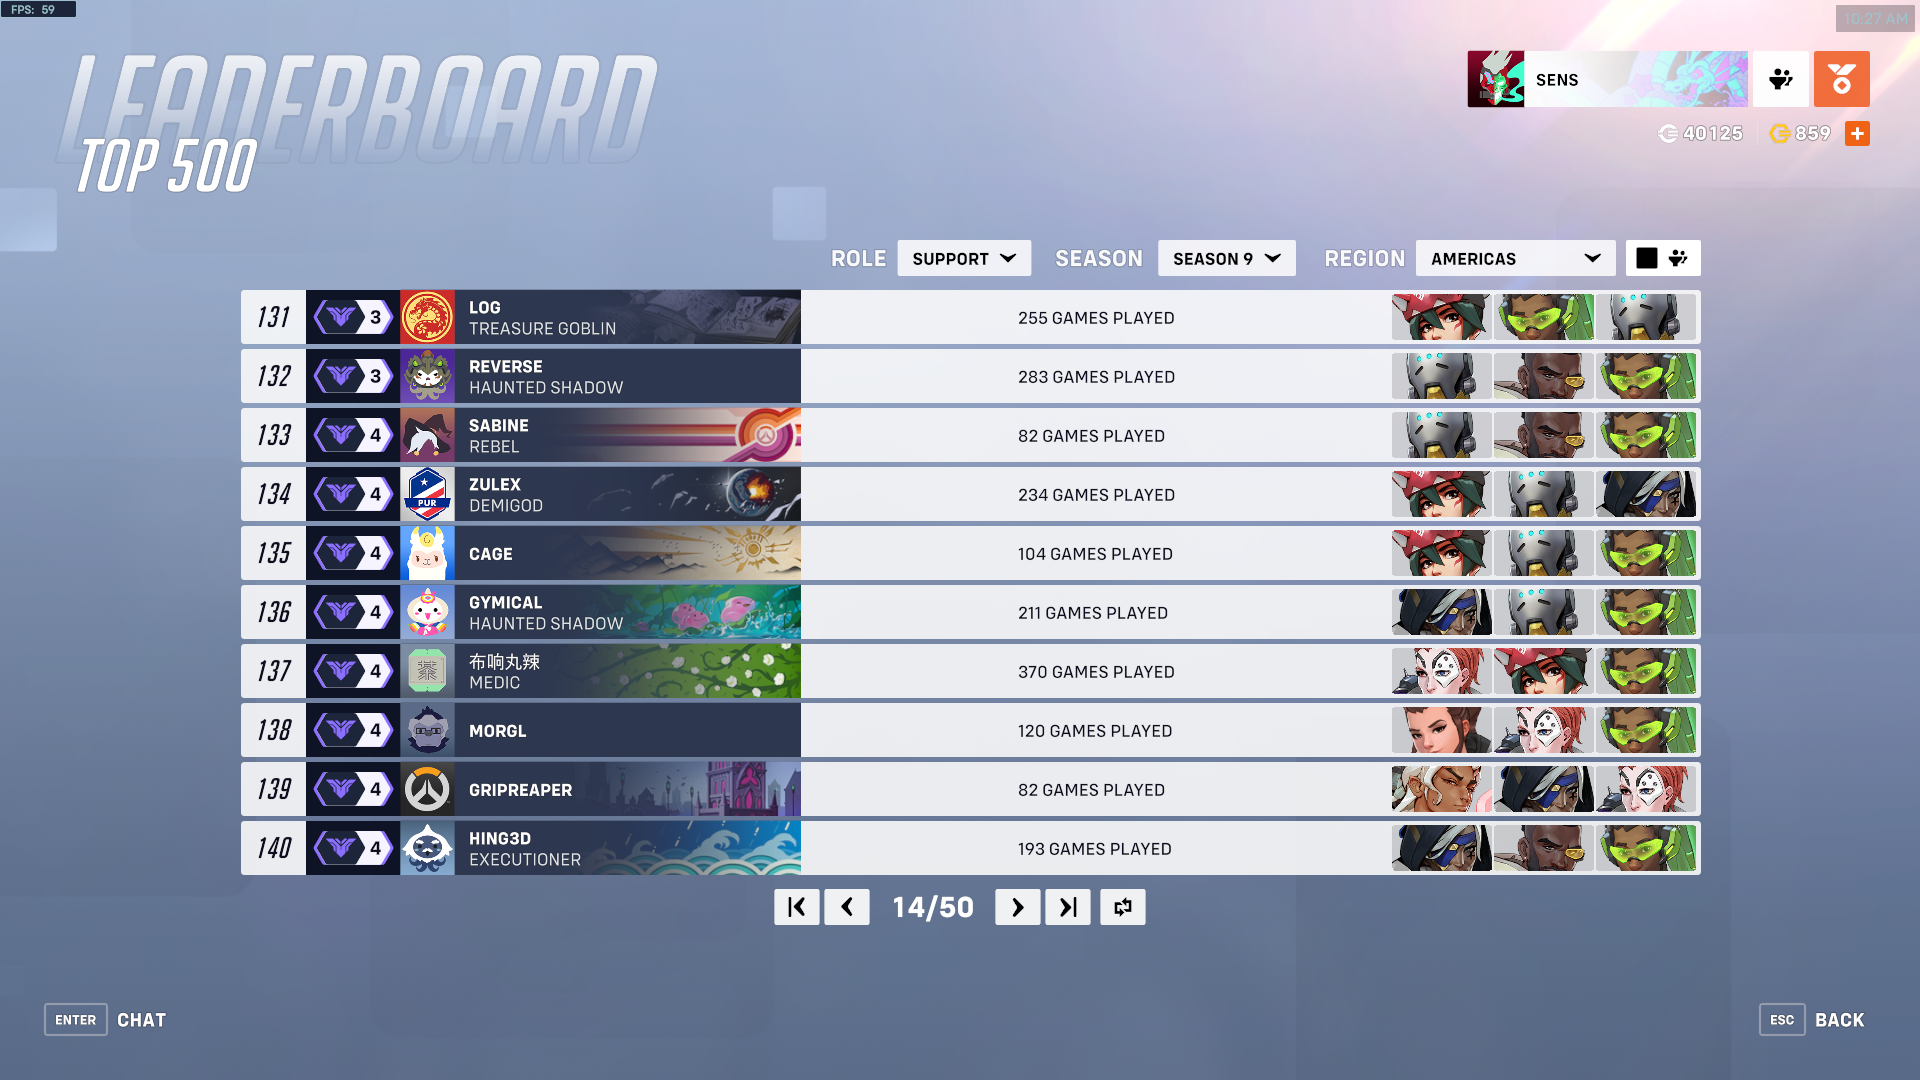 FPS: 59
10:27 AM
LEADERBOARD
TOP 500
SENS
40125
859
ROLE SUPPORT SEASON SEASON 9 REGION AMERICAS
131 3 LOG 255 GAMES PLAYED
TREASURE GOBLIN
132 3 REVERSE 283 GAMES PLAYED
HAUNTED SHADOW
133 4 SABINE 82 GAMES PLAYED
REBEL
134 4 PUR ZULEX 234 GAMES PLAYED
DEMIGOD
135 4 CAGE 104 GAMES PLAYED
136 4 GYMICAL 211 GAMES PLAYED
HAUNTED SHADOW
137 4 布响丸辣 370 GAMES PLAYED
MEDIC
138 4 MORGL 120 GAMES PLAYED
139 4 GRIPREAPER 82 GAMES PLAYED
140 4 HING3D 193 GAMES PLAYED
EXECUTIONER
14/50
ENTER CHAT
ESC BACK